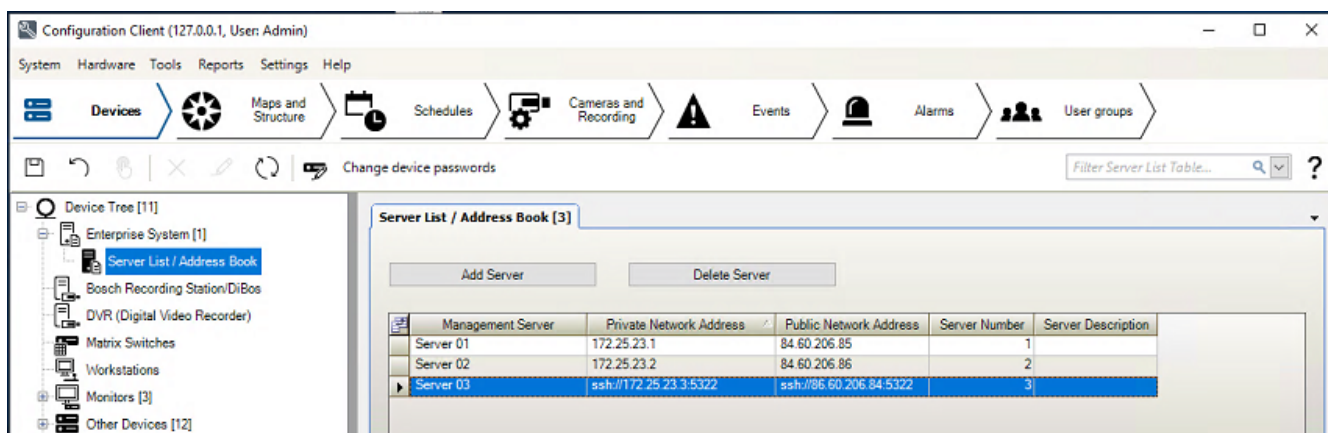 Configuration Client (127.0.0.1, User: Admin)
System Hardware Tools Reports Settings Help
Devices Maps and Structure Schedules Cameras and Recording Events Alarms User groups
Change device passwords Filter Server List Table... ?
Device Tree [11]
Enterprise System [1]
Server List / Address Book
Bosch Recording Station/DiBos
DVR (Digital Video Recorder)
Matrix Switches
Workstations
Monitors [3]
Other Devices [12]
Server List / Address Book [3]
Add Server Delete Server
Management Server Private Network Address Public Network Address Server Number Server Description
Server 01 172.25.23.1 84.60.206.85 1
Server 02 172.25.23.2 84.60.206.86 2
Server 03 ssh://172.25.23.3:5322 ssh://86.60.206.84:5322 3